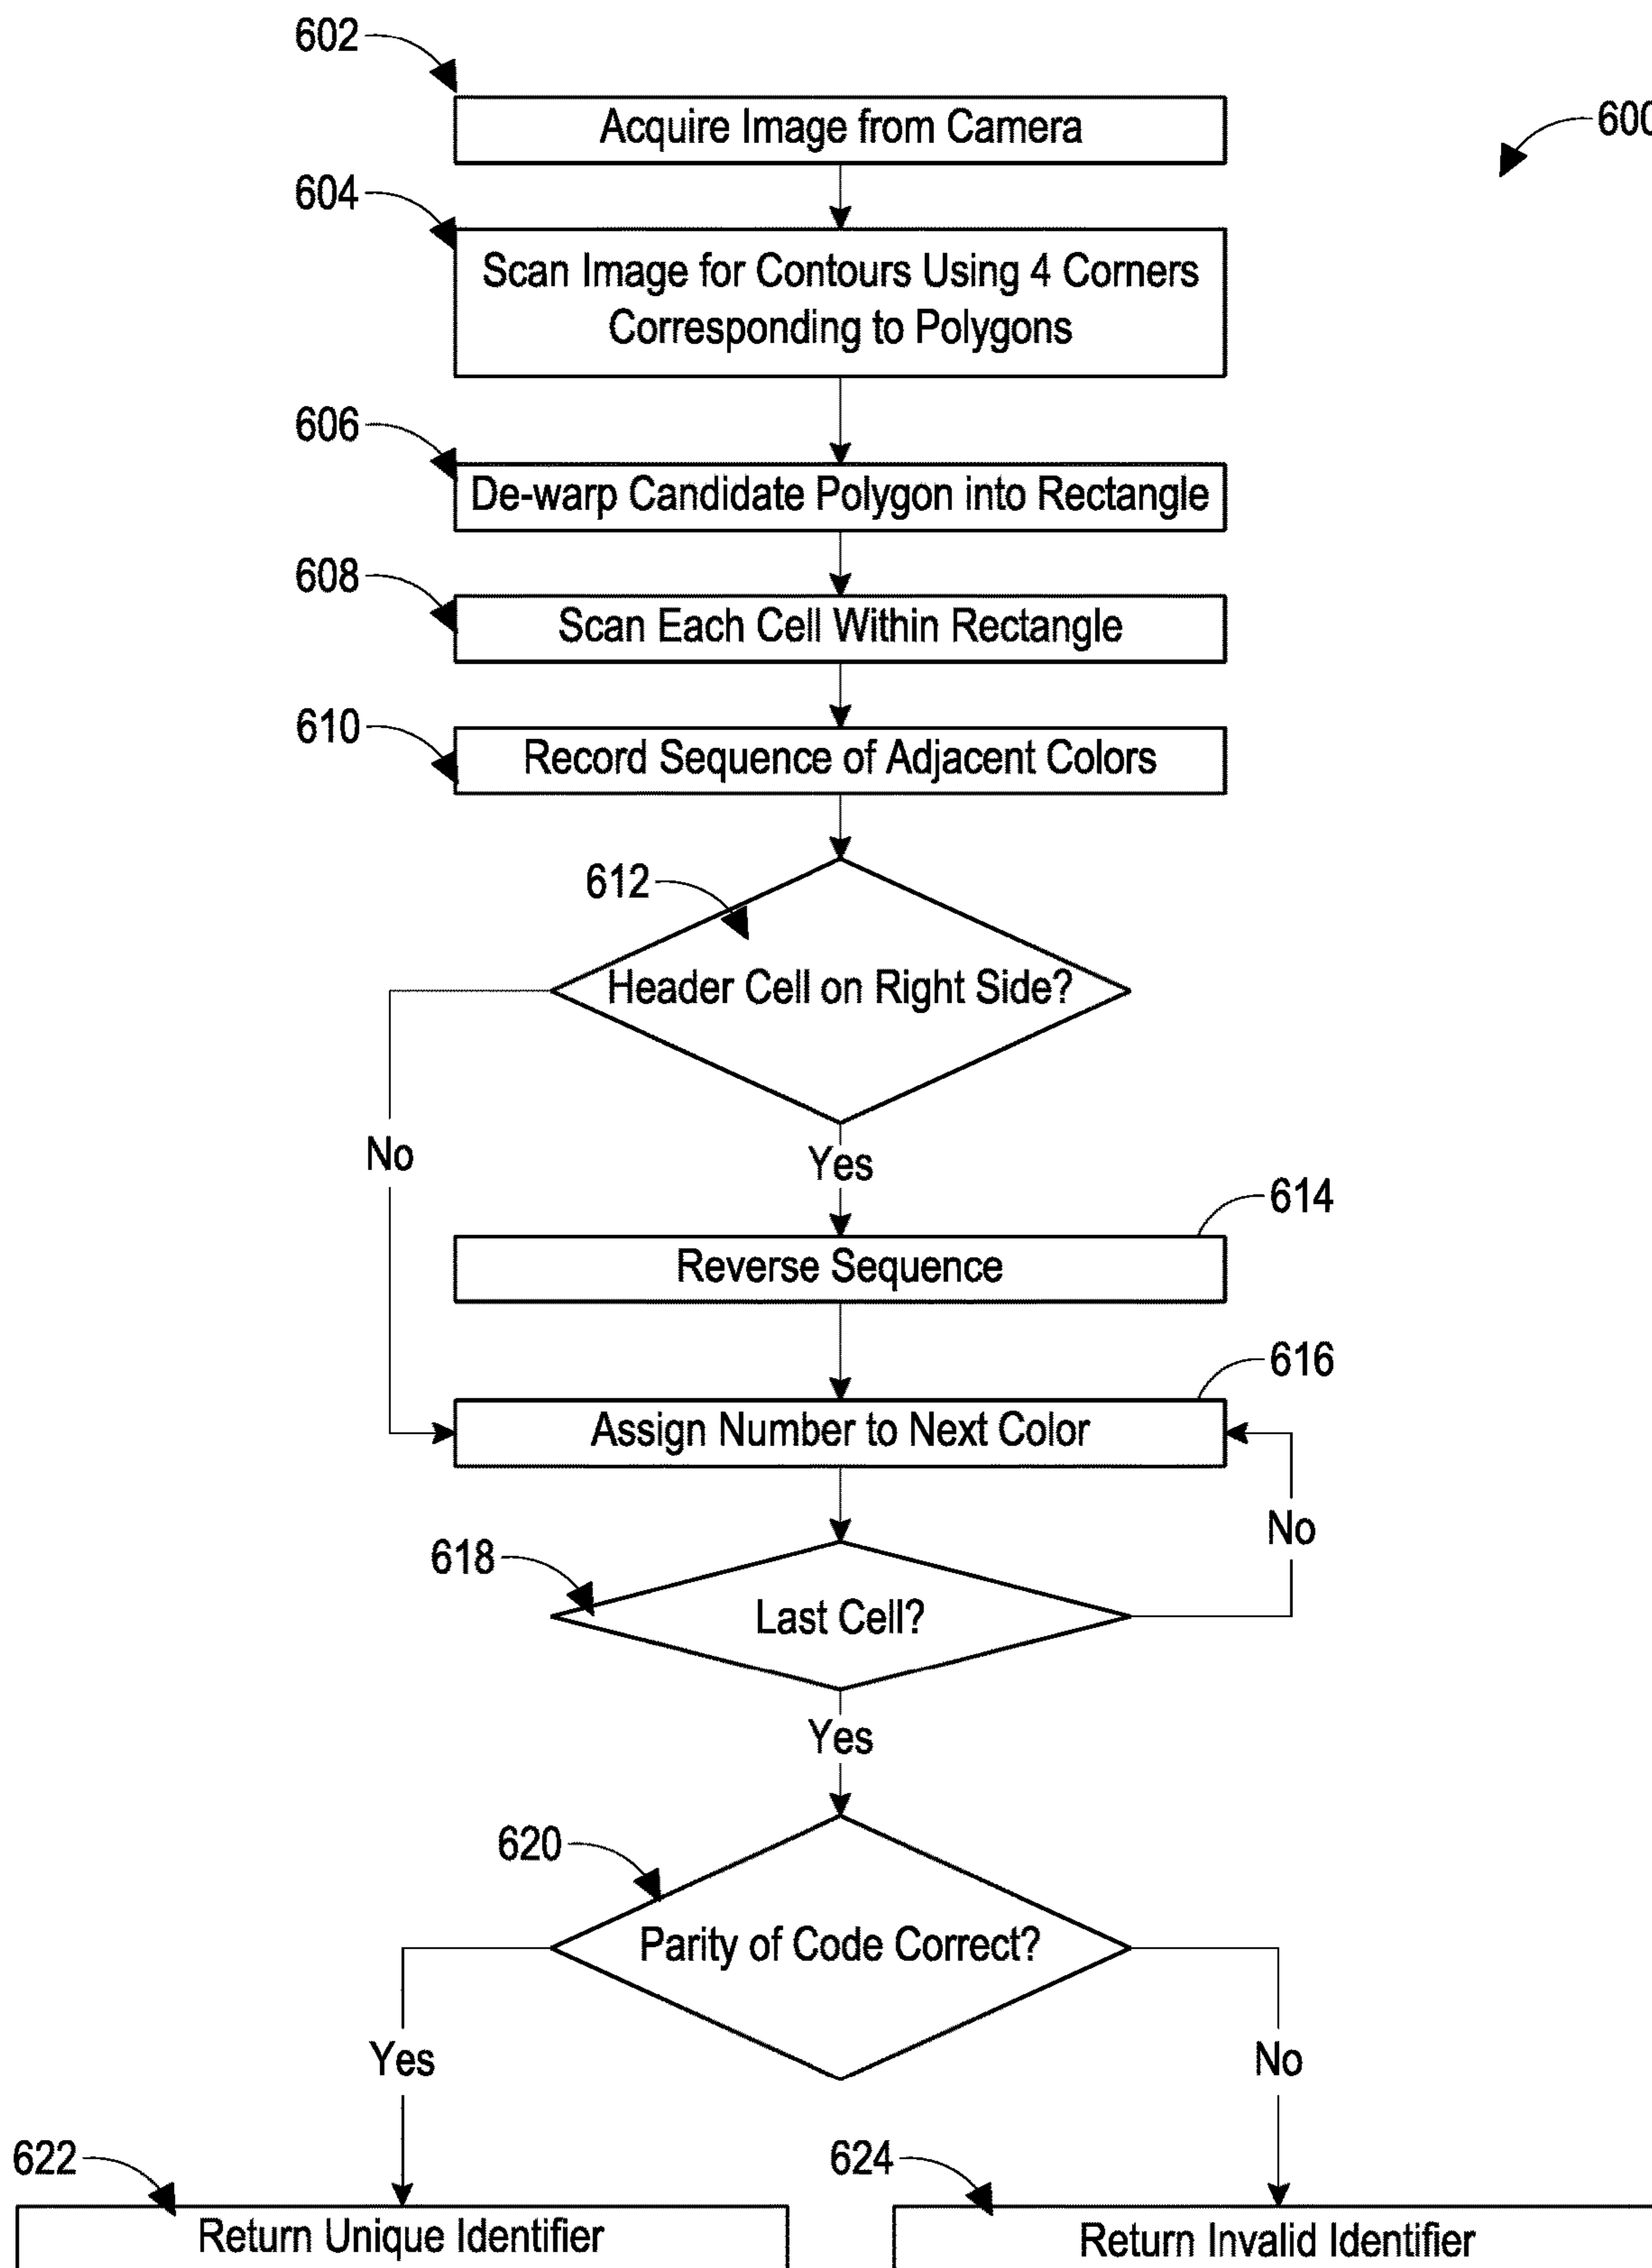 602
Acquire Image from Camera
600
604
Scan Image for Contours Using 4 Corners
Corresponding to Polygons
606
De-warp Candidate Polygon into Rectangle
608
Scan Each Cell Within Rectangle
610
Record Sequence of Adjacent Colors
612
Header Cell on Right Side?
No
Yes
614
Reverse Sequence
616
Assign Number to Next Color
No
618
Last Cell?
Yes
620
Parity of Code Correct?
Yes
No
622
624
Return Unique Identifier
Return Invalid Identifier